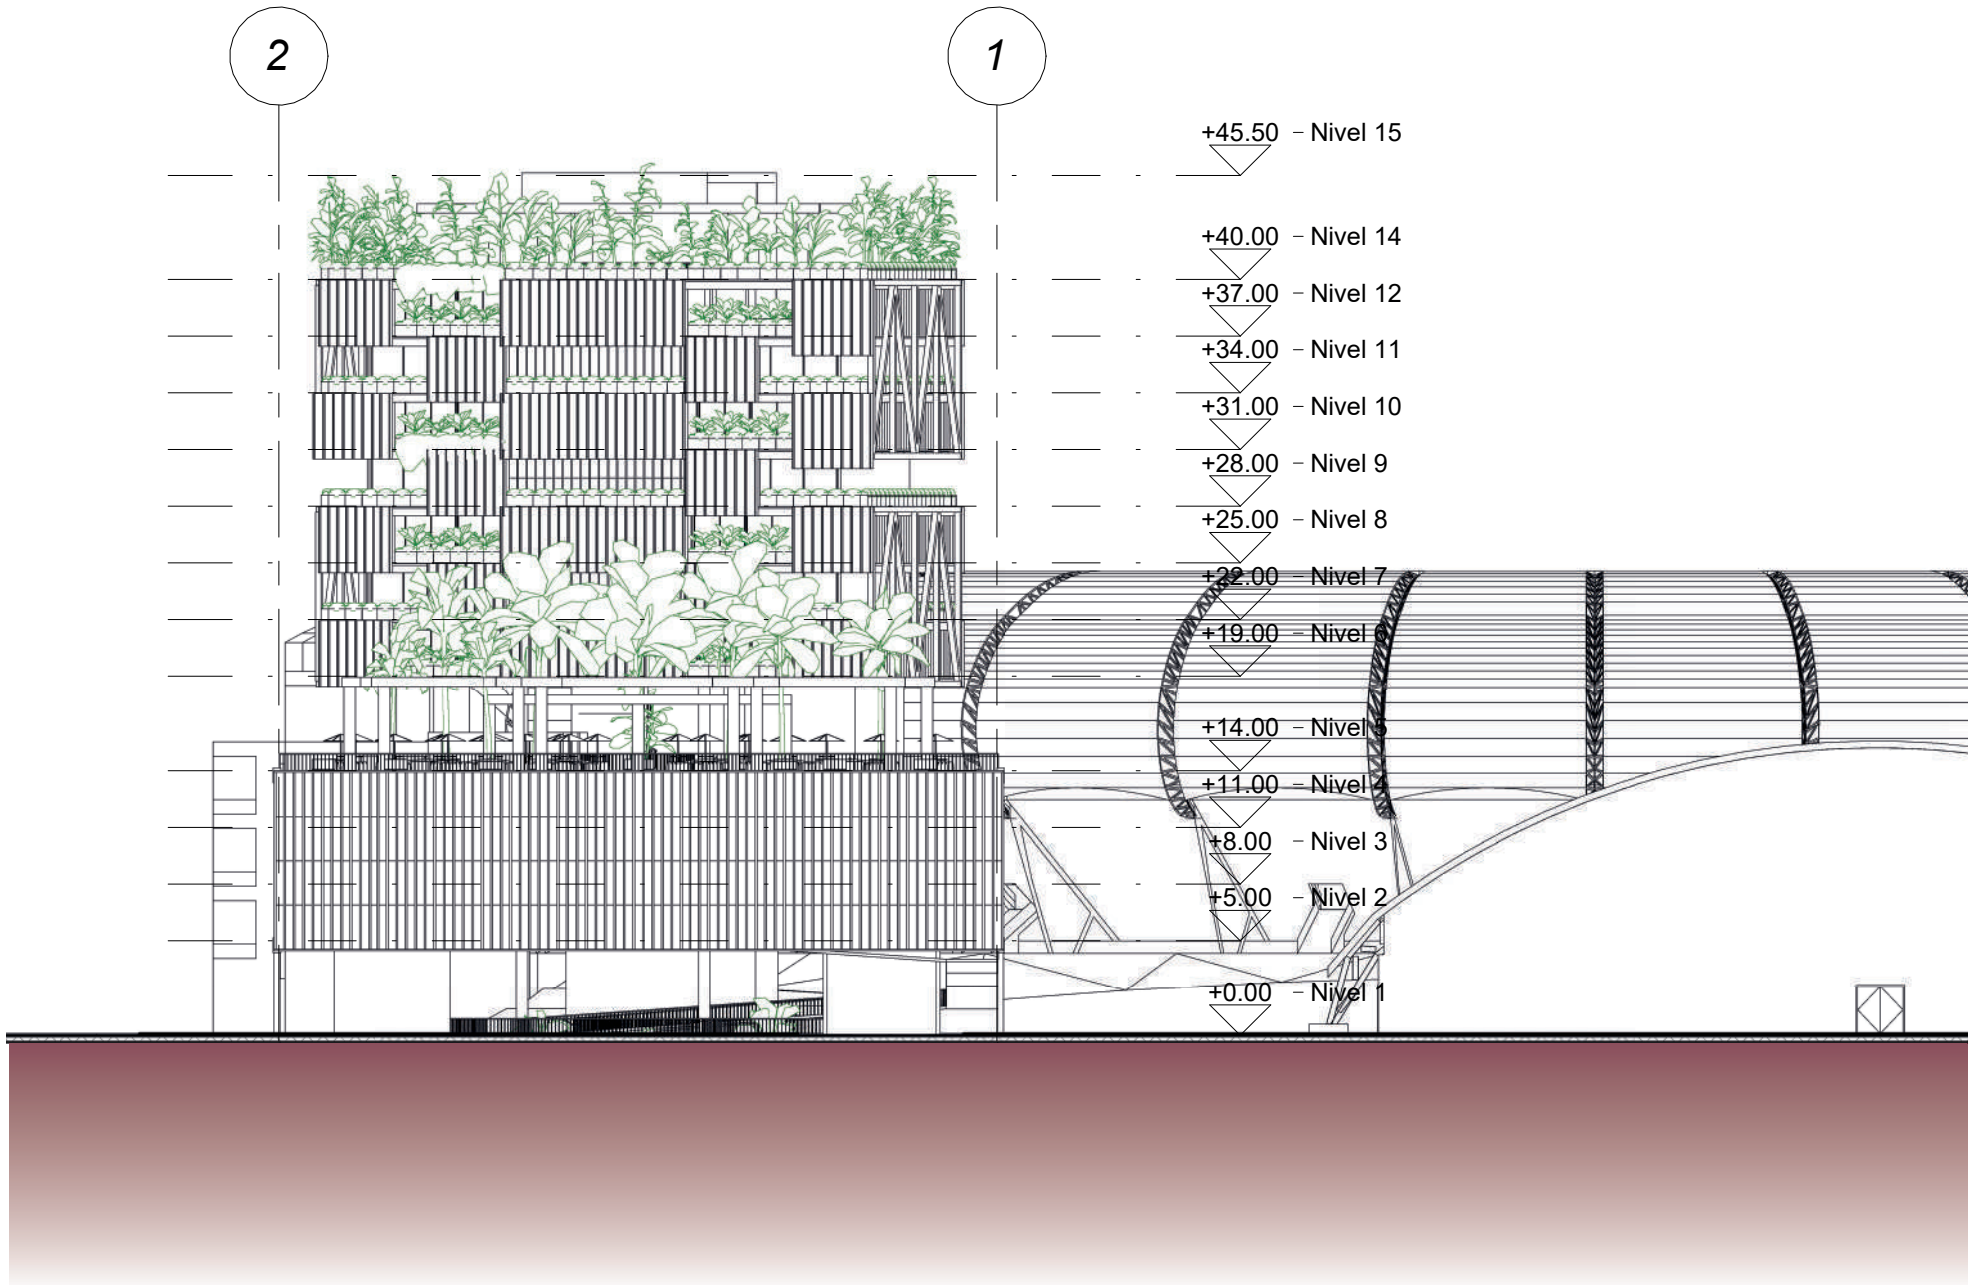 2
1
+45.50 – Nivel 15
+40.00 – Nivel 14
+37.00 – Nivel 12
+34.00 – Nivel 11
+31.00 – Nivel 10
+28.00 – Nivel 9
+25.00 – Nivel 8
+22.00 – Nivel 7
+19.00 – Nivel 6
+14.00 – Nivel 5
+11.00 – Nivel 4
+8.00 – Nivel 3
+5.00 – Nivel 2
+0.00 – Nivel 1